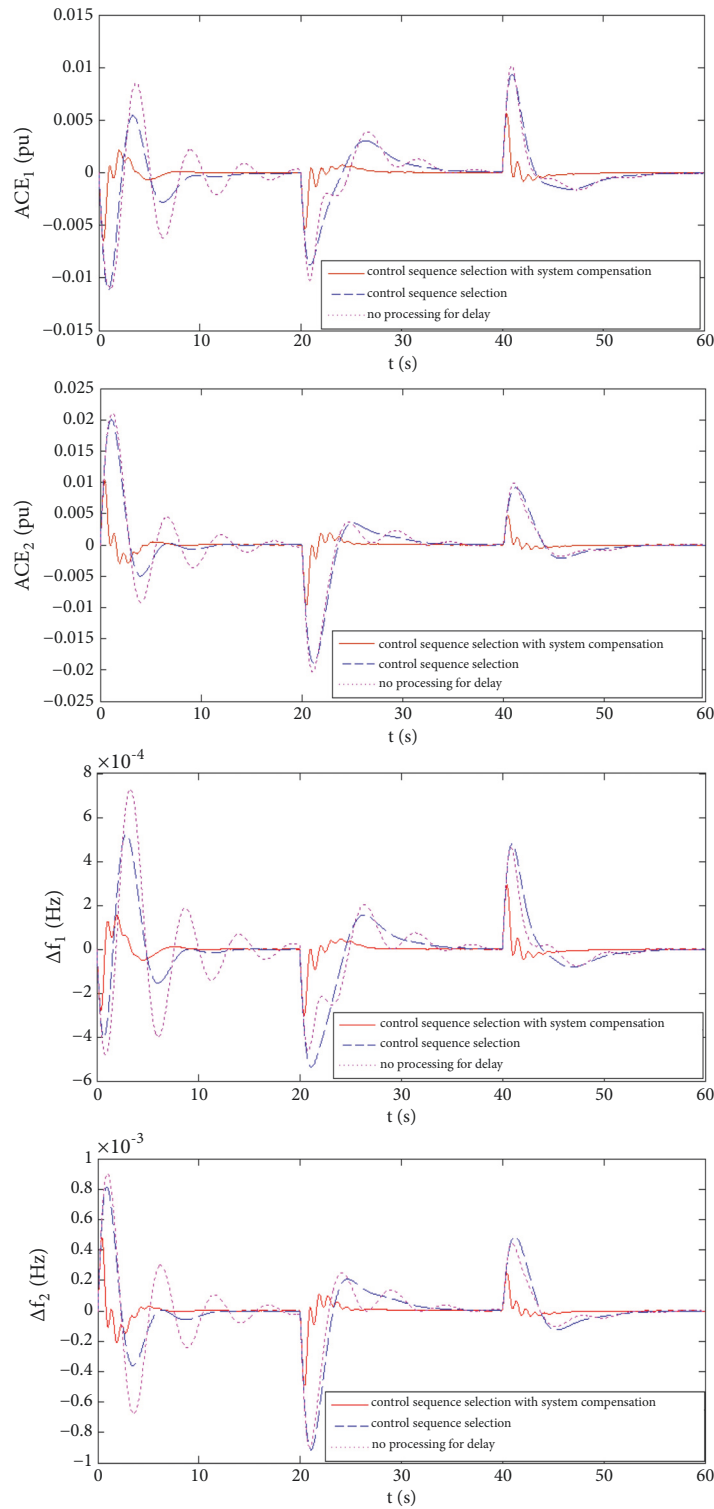 0.015
0.01
0.005
0
−0.005
−0.01
−0.015
ACE1 (pu)
control sequence selection with system compensation
control sequence selection
no processing for delay
0 10 20 30 40 50 60
t (s)
0.025
0.02
0.015
0.01
0.005
0
−0.005
−0.01
−0.015
−0.02
−0.025
ACE2 (pu)
control sequence selection with system compensation
control sequence selection
no processing for delay
0 10 20 30 40 50 60
t (s)
×10-4
8
6
4
2
0
−2
−4
−6
Δf1 (Hz)
control sequence selection with system compensation
control sequence selection
no processing for delay
0 10 20 30 40 50 60
t (s)
×10-3
1
0.8
0.6
0.4
0.2
0
−0.2
−0.4
−0.6
−0.8
−1
Δf2 (Hz)
control sequence selection with system compensation
control sequence selection
no processing for delay
0 10 20 30 40 50 60
t (s)